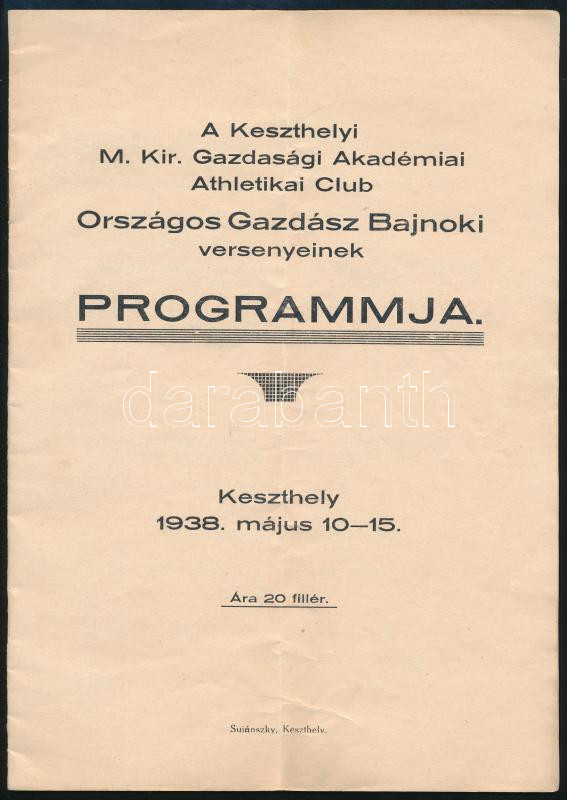 A Keszthelyi
M. Kir. Gazdasági Akadémiai
Athletikai Club
Országos Gazdász Bajnoki
versenyeinek
PROGRAMMJA.
darabanth
Keszthely
1938. május 10—15.
Ára 20 fillér.
Sujánszky, Keszthely.